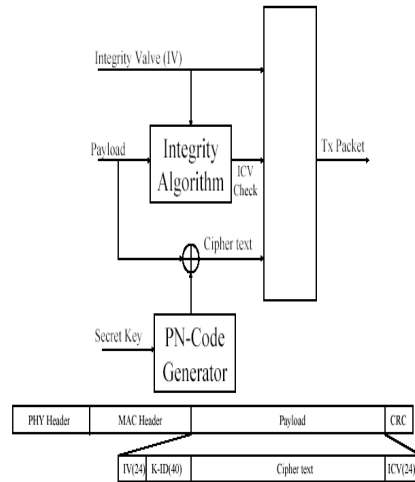 Integrity Valve (IV)
Payload
Integrity
Algorithm
ICV
Check
Tx Packet
Cipher text
Secret Key
PN-Code
Generator
PHY Header MAC Header Payload CRC
IV(24) K-ID(40) Cipher text ICV(24)